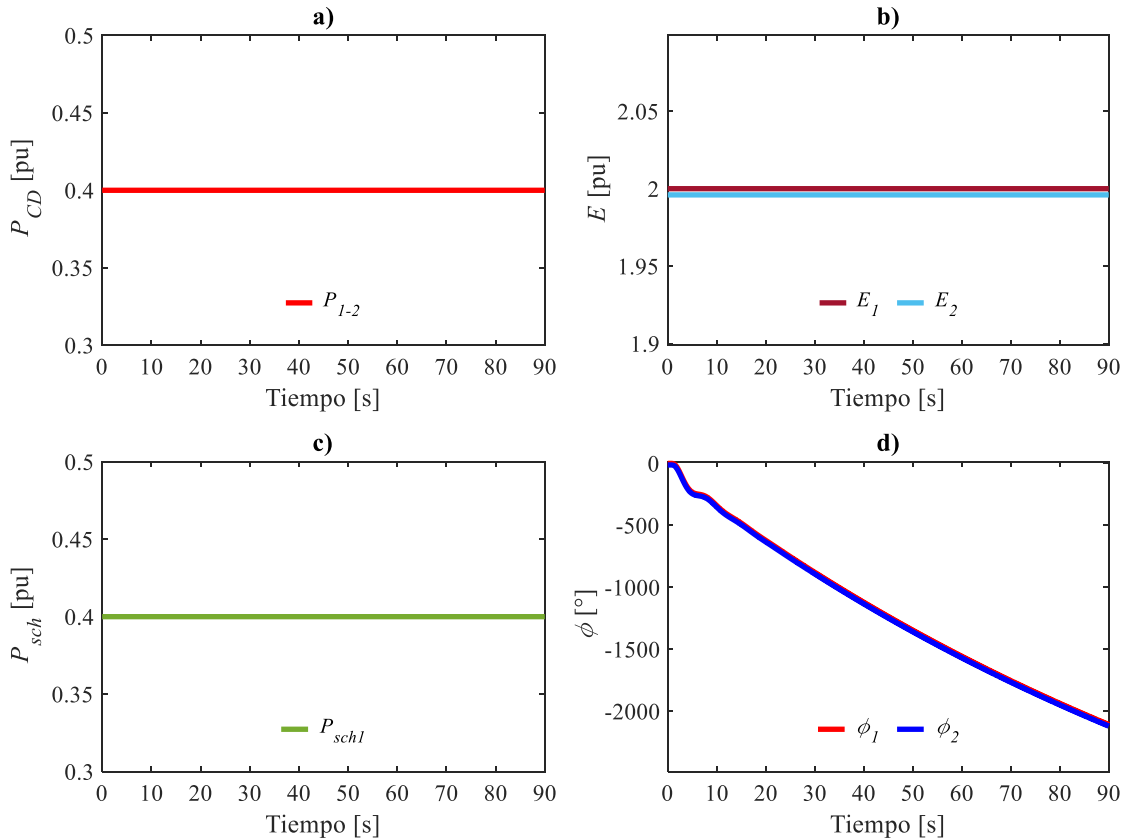 a)
0.5
0.45
0.4
0.35
0.3
P_CD [pu]
P_1-2
0 10 20 30 40 50 60 70 80 90
Tiempo [s]
b)
2.05
2
1.95
1.9
E [pu]
E_1 E_2
0 10 20 30 40 50 60 70 80 90
Tiempo [s]
c)
0.5
0.45
0.4
0.35
0.3
P_sch [pu]
P_sch1
0 10 20 30 40 50 60 70 80 90
Tiempo [s]
d)
0
-500
-1000
-1500
-2000
ϕ [°]
ϕ_1 ϕ_2
0 10 20 30 40 50 60 70 80 90
Tiempo [s]